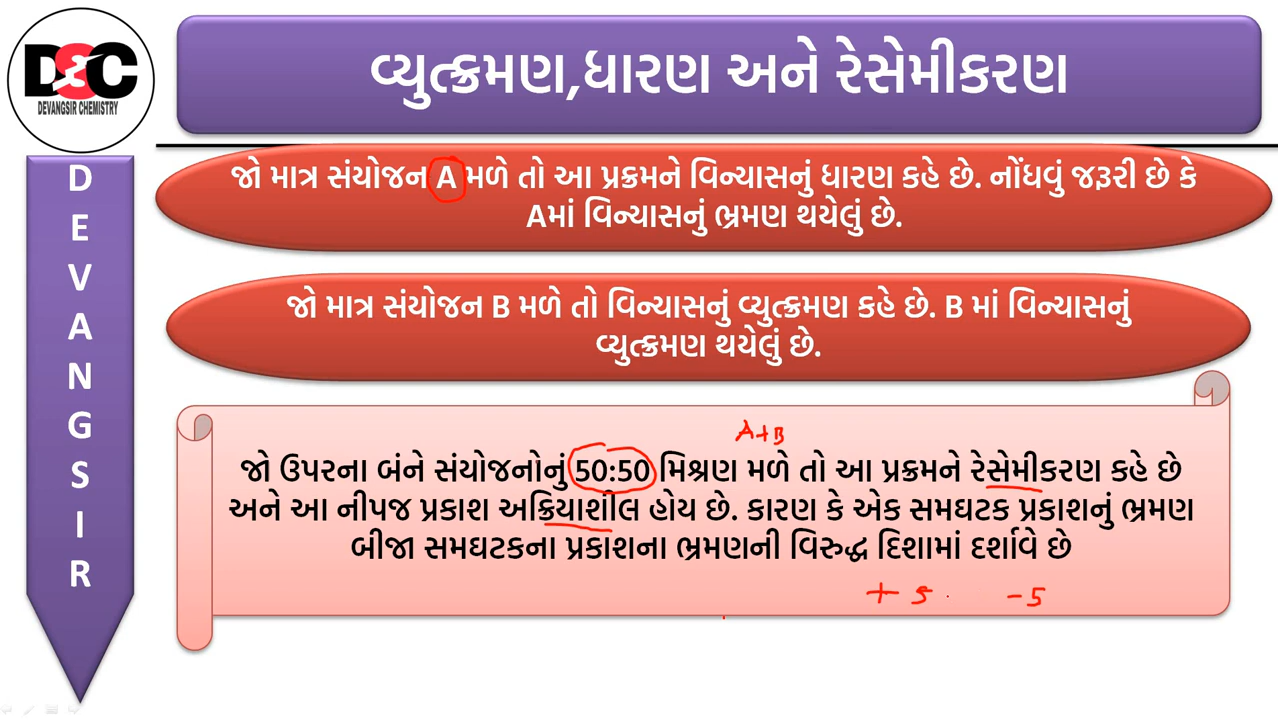 DSC
DEVANGSIR CHEMISTRY
વ્યુત્ક્રમણ,ધારણ અને રેસેમીકરણ
D
E
V
A
N
G
S
I
R
જો માત્ર સંયોજન A મળે તો આ પ્રક્રમને વિન્યાસનું ધારણ કહે છે. નોંધવું જરૂરી છે કે
Aમાં વિન્યાસનું ભ્રમણ થયેલું છે.
જો માત્ર સંયોજન B મળે તો વિન્યાસનું વ્યુત્ક્રમણ કહે છે. B માં વિન્યાસનું
વ્યુત્ક્રમણ થયેલું છે.
A+B
જો ઉપરના બંને સંયોજનોનું 50:50 મિશ્રણ મળે તો આ પ્રક્રમને રેસેમીકરણ કહે છે
અને આ નીપજ પ્રકાશ અક્રિયાશીલ હોય છે. કારણ કે એક સમઘટક પ્રકાશનું ભ્રમણ
બીજા સમઘટકના પ્રકાશના ભ્રમણની વિરુદ્ધ દિશામાં દર્શાવે છે
+ 5 - 5